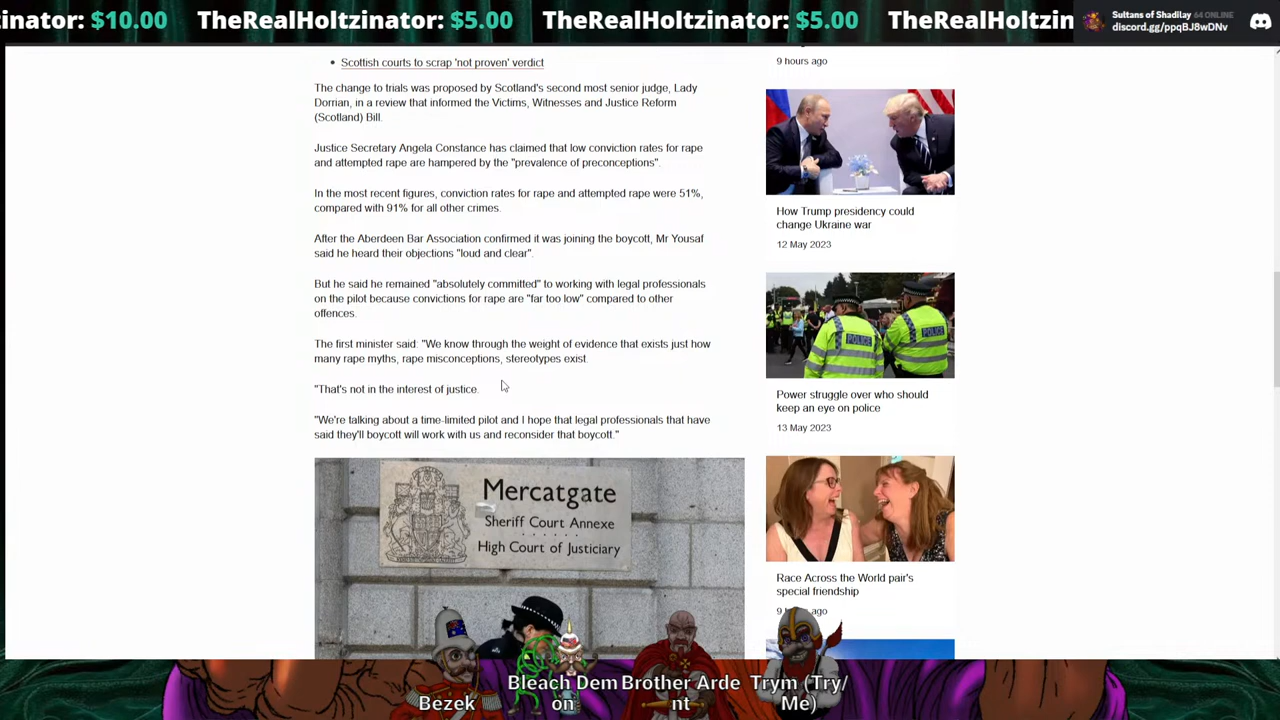 zinator: $10.00 TheRealHoltzinator: $5.00 TheRealHoltzinator: $5.00 TheRealHoltzin
Sultans of Shadilay 64 ONLINE
discord.gg/ppqBJ8wDNv
• Scottish courts to scrap 'not proven' verdict
The change to trials was proposed by Scotland's second most senior judge, Lady
Dorrian, in a review that informed the Victims, Witnesses and Justice Reform
(Scotland) Bill.
Justice Secretary Angela Constance has claimed that low conviction rates for rape
and attempted rape are hampered by the "prevalence of preconceptions".
In the most recent figures, conviction rates for rape and attempted rape were 51%,
compared with 91% for all other crimes.
After the Aberdeen Bar Association confirmed it was joining the boycott, Mr Yousaf
said he heard their objections "loud and clear".
But he said he remained "absolutely committed" to working with legal professionals
on the pilot because convictions for rape are "far too low" compared to other
offences.
The first minister said: "We know through the weight of evidence that exists just how
many rape myths, rape misconceptions, stereotypes exist.
"That's not in the interest of justice.
"We're talking about a time-limited pilot and I hope that legal professionals that have
said they'll boycott will work with us and reconsider that boycott."
Mercatgate
Sheriff Court Annexe
High Court of Justiciary
9 hours ago
How Trump presidency could
change Ukraine war
12 May 2023
POLICE
POLICE
Power struggle over who should
keep an eye on police
13 May 2023
Race Across the World pair's
special friendship
ago
Bezek
Bleach Dem
on
Brother Arde
nt
Trym (Try/
Me)